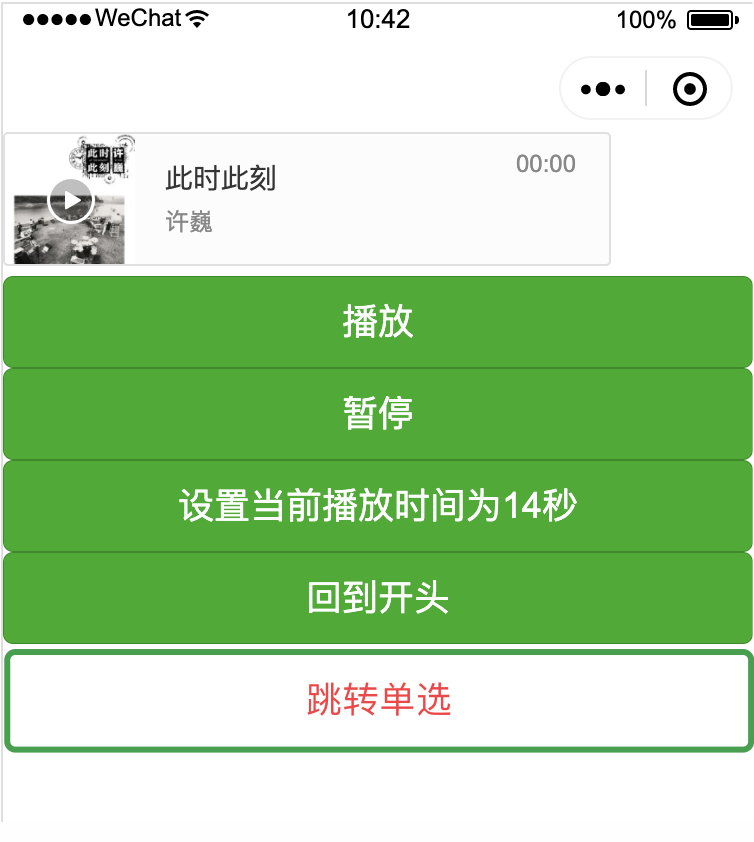 ●●●●●WeChat 10:42 100%
此时此刻 许巍
此时此刻
00:00
许巍
播放
暂停
设置当前播放时间为14秒
回到开头
跳转单选